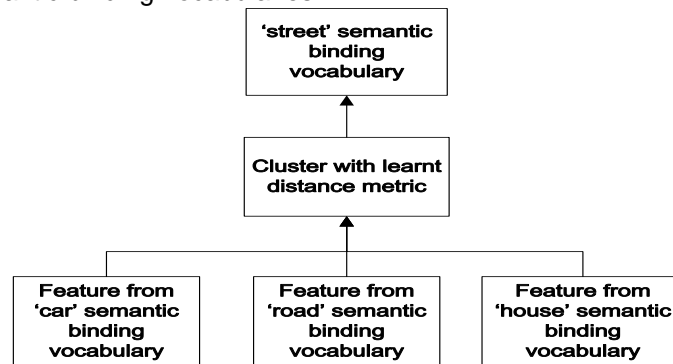 'street' semantic
binding
vocabulary
Cluster with learnt
distance metric
Feature from
'car' semantic
binding
vocabulary
Feature from
'road' semantic
binding
vocabulary
Feature from
'house' semantic
binding
vocabulary